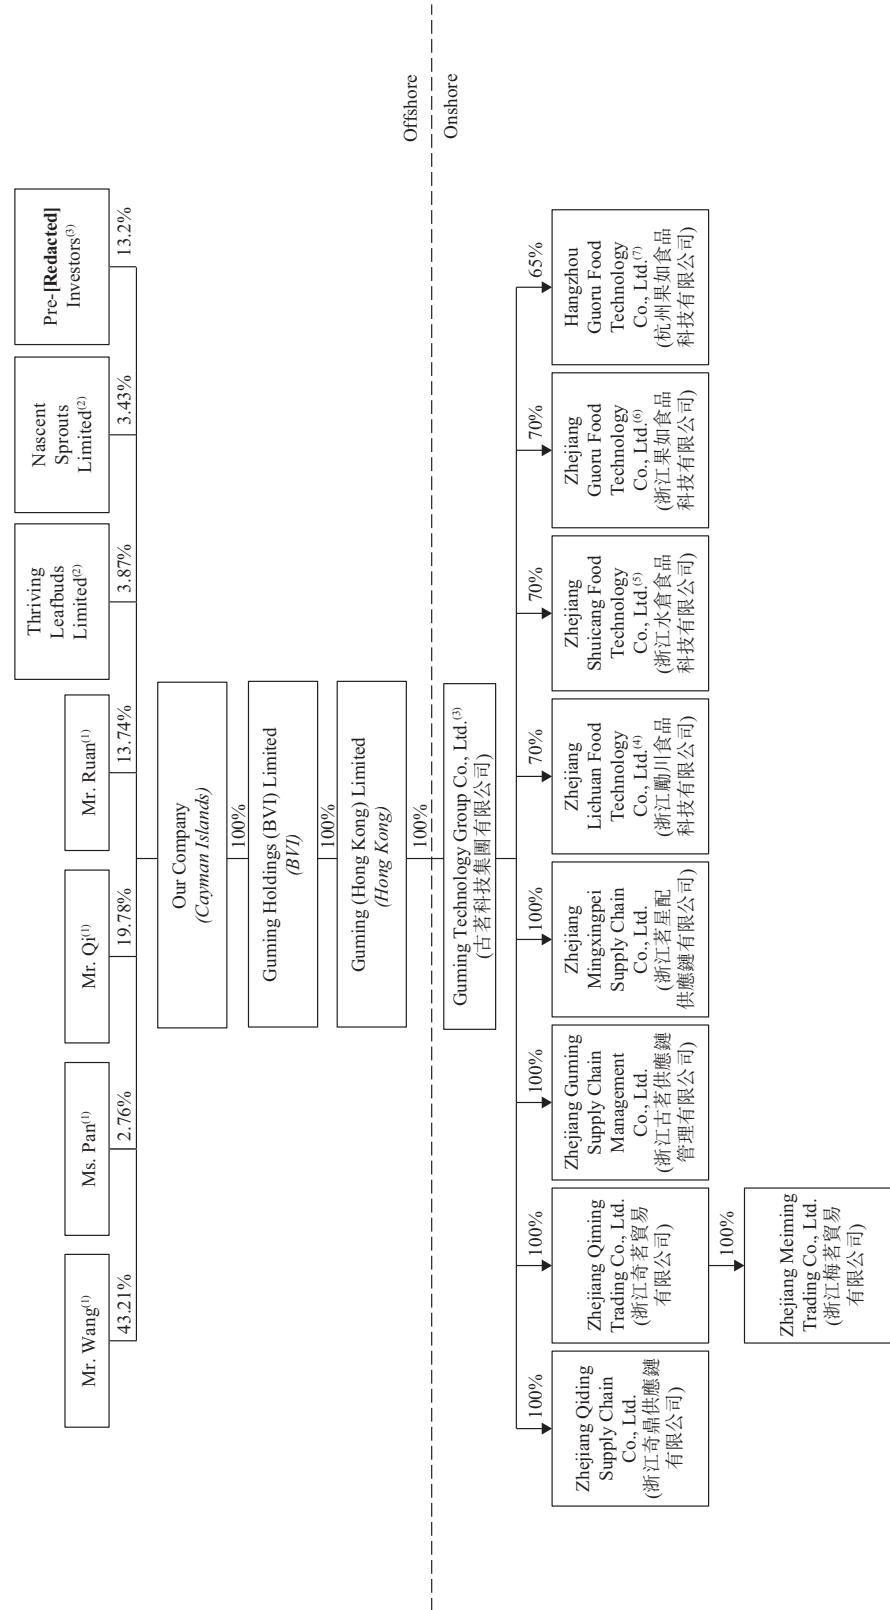 Mr. Wang(1)
Ms. Pan(1)
Mr. Qi(1)
Mr. Ruan(1)
Thriving
Leafbuds
Limited(2)
Nascent
Sprouts
Limited(2)
Pre-[Redacted]
Investors(3)
43.21%
2.76%
19.78%
13.74%
3.87%
3.43%
13.2%
Our Company
(Cayman Islands)
100%
Guming Holdings (BVI) Limited
(BVI)
100%
Guming (Hong Kong) Limited
(Hong Kong)
100%
Offshore
Onshore
Guming Technology Group Co., Ltd.(3)
(古茗科技集團有限公司)
100%
100%
100%
100%
70%
70%
70%
65%
Zhejiang Qiding
Supply Chain
Co., Ltd.
(浙江奇鼎供應鏈
有限公司)
Zhejiang Qiming
Trading Co., Ltd.
(浙江奇茗貿易
有限公司)
Zhejiang Guming
Supply Chain
Management
Co., Ltd.
(浙江古茗供應鏈
管理有限公司)
Zhejiang
Mingxingpei
Supply Chain
Co., Ltd.
(浙江茗星配
供應鏈有限公司)
Zhejiang
Lichuan Food
Technology
Co., Ltd.(4)
(浙江勵川食品
科技有限公司)
Zhejiang
Shuicang Food
Technology
Co., Ltd.(5)
(浙江水倉食品
科技有限公司)
Zhejiang
Guoru Food
Technology
Co., Ltd.(6)
(浙江果如食品
科技有限公司)
Hangzhou
Guoru Food
Technology
Co., Ltd.(7)
(杭州果如食品
科技有限公司)
100%
Zhejiang Meiming
Trading Co., Ltd.
(浙江梅茗貿易
有限公司)